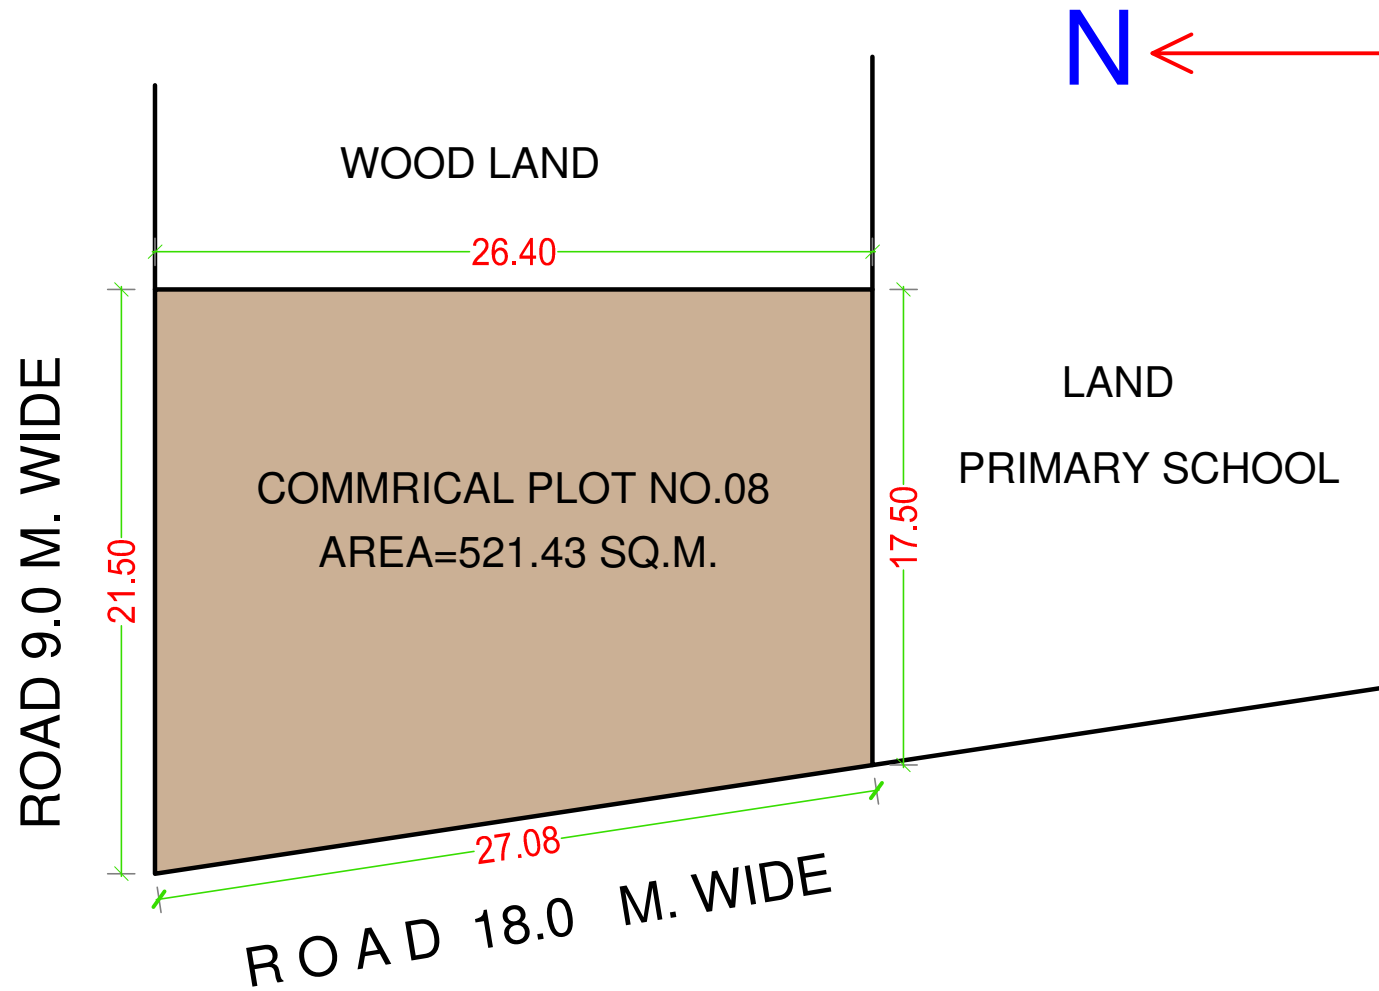 N
WOOD LAND
26.40
ROAD 9.0 M. WIDE
21.50
COMMRICAL PLOT NO.08
AREA=521.43 SQ.M.
17.50
LAND
PRIMARY SCHOOL
27.08
ROAD 18.0 M. WIDE